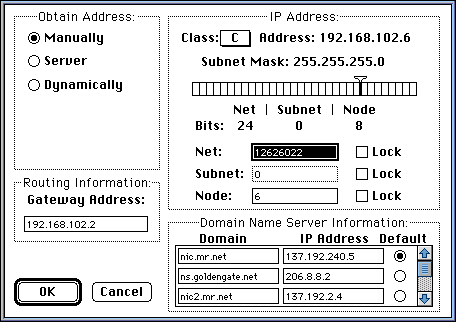 Obtain Address:
Manually
Server
Dynamically
Routing Information:
Gateway Address:
192.168.102.2
OK
Cancel
IP Address:
Class: C Address: 192.168.102.6
Subnet Mask: 255.255.255.0
Net | Subnet | Node
Bits: 24 0 8
Net: 12626022 Lock
Subnet: 0 Lock
Node: 6 Lock
Domain Name Server Information:
Domain IP Address Default
nic.mr.net 137.192.240.5
ns.goldengate.net 206.8.8.2
nic2.mr.net 137.192.2.4